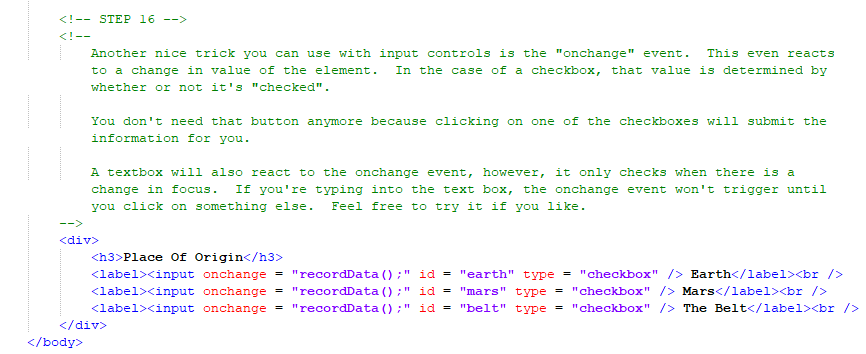 <!-- STEP 16 -->
<!--
Another nice trick you can use with input controls is the "onchange" event.  This even reacts
to a change in value of the element.  In the case of a checkbox, that value is determined by
whether or not it's "checked".
You don't need that button anymore because clicking on one of the checkboxes will submit the
information for you.
A textbox will also react to the onchange event, however, it only checks when there is a
change in focus.  If you're typing into the text box, the onchange event won't trigger until
you click on something else.  Feel free to try it if you like.
-->
<div>
<h3>Place Of Origin</h3>
<label><input onchange = "recordData();" id = "earth" type = "checkbox" /> Earth</label><br />
<label><input onchange = "recordData();" id = "mars" type = "checkbox" /> Mars</label><br />
<label><input onchange = "recordData();" id = "belt" type = "checkbox" /> The Belt</label><br />
</div>
</body>